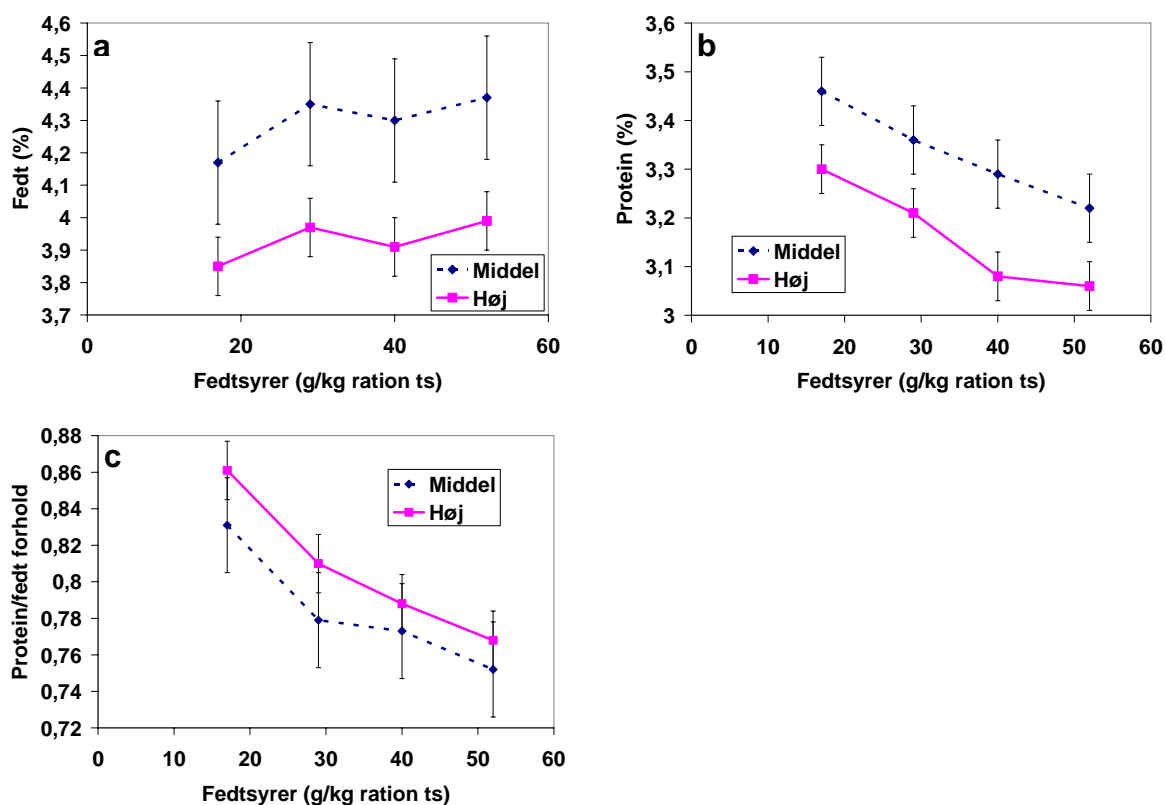 a
4,6
4,5
4,4
4,3
4,2
4,1
4
3,9
3,8
3,7
Fedt (%)
0 20 40 60
Fedtsyrer (g/kg ration ts)
Middel
Høj
b
3,6
3,5
3,4
3,3
3,2
3,1
3
Protein (%)
0 10 20 30 40 50 60
Fedtsyrer (g/kg ration ts)
Middel
Høj
c
0,88
0,86
0,84
0,82
0,8
0,78
0,76
0,74
0,72
Protein/fedt forhold
0 10 20 30 40 50 60
Fedtsyrer (g/kg ration ts)
Middel
Høj